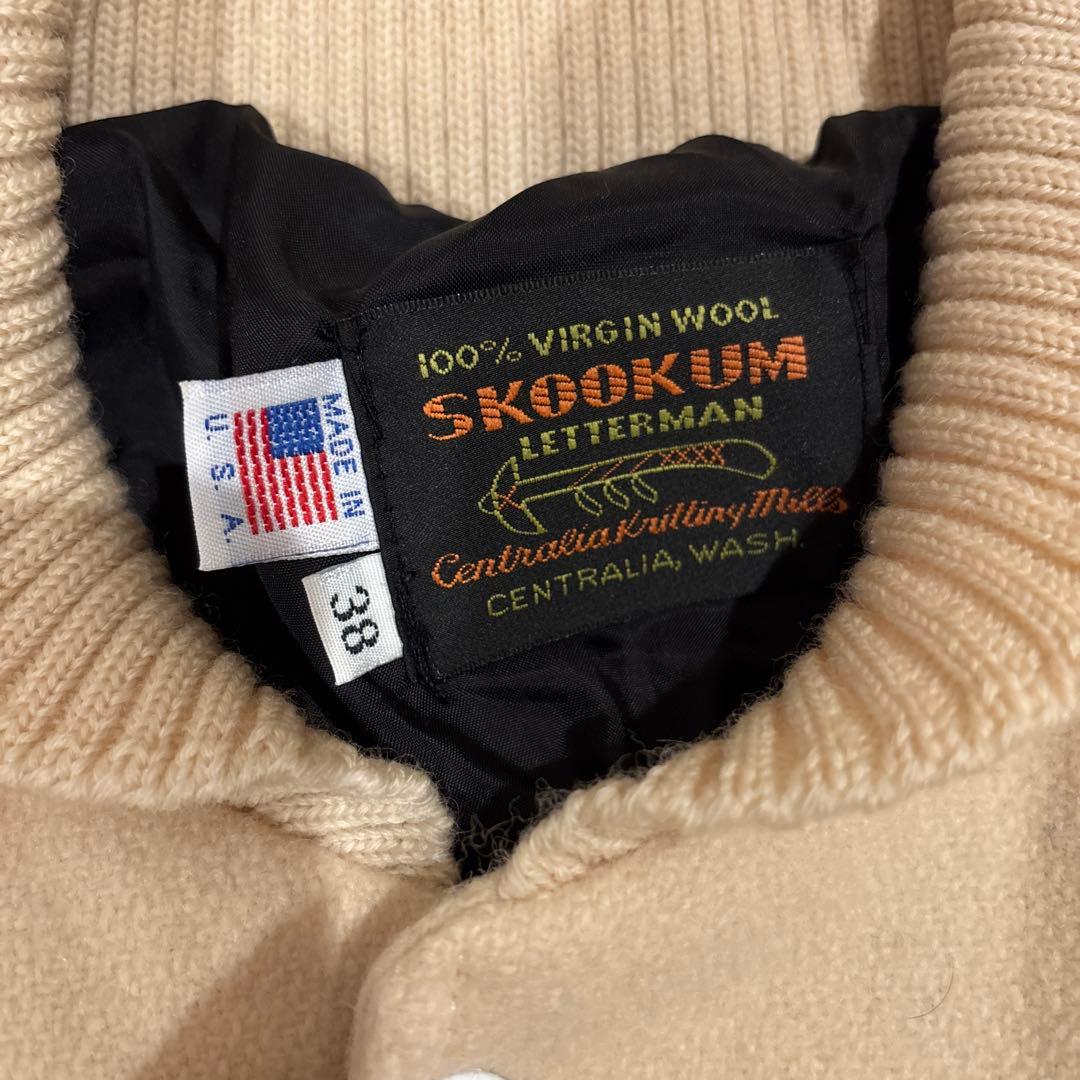 100% VIRGIN WOOL
SKOOKUM
LETTERMAN
Centralia Knitting Mills
CENTRALIA, WASH.
MADE IN
U. S. A.
38